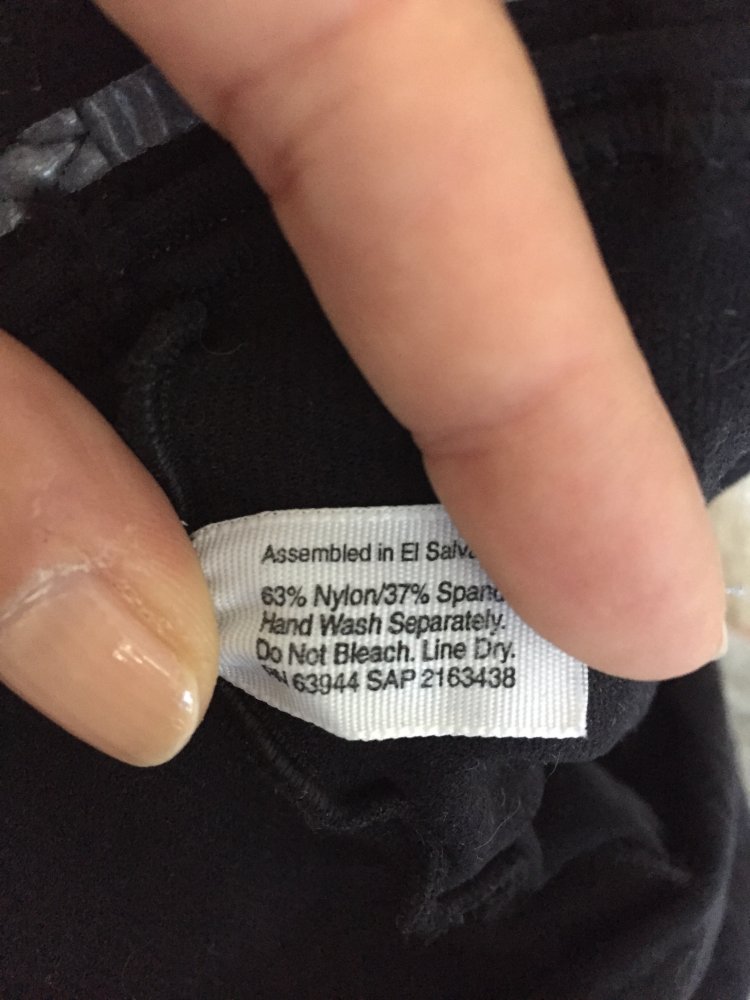 Assembled in El Salva
63% Nylon/37% Spand
Hand Wash Separately.
Do Not Bleach. Line Dry.
63944 SAP 2163438